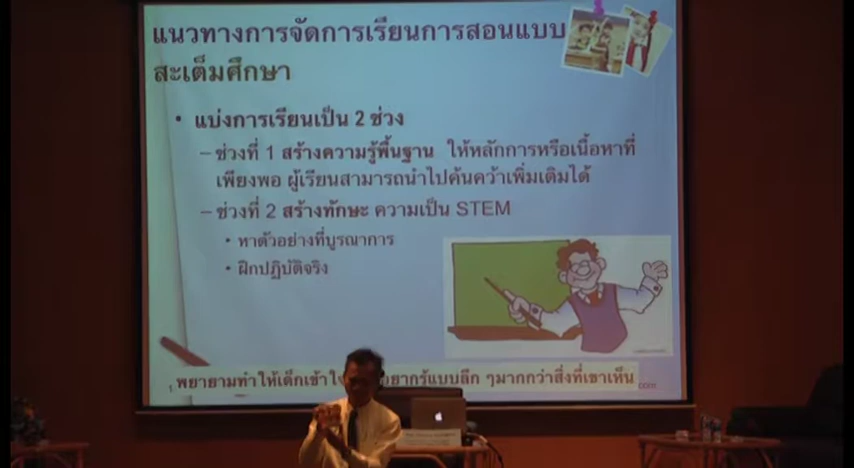 แนวทางการจัดการเรียนการสอนแบบ
สะเต็มศึกษา
• แบ่งการเรียนเป็น 2 ช่วง
– ช่วงที่ 1 สร้างความรู้พื้นฐาน ให้หลักการหรือเนื้อหาที่
เพียงพอ ผู้เรียนสามารถนำไปค้นคว้าเพิ่มเติมได้
– ช่วงที่ 2 สร้างทักษะ ความเป็น STEM
• หาตัวอย่างที่บูรณาการ
• ฝึกปฏิบัติจริง
พยายามทำให้เด็กเข้าใจ อยากรู้แบบลึก ๆมากกว่าสิ่งที่เขาเห็น